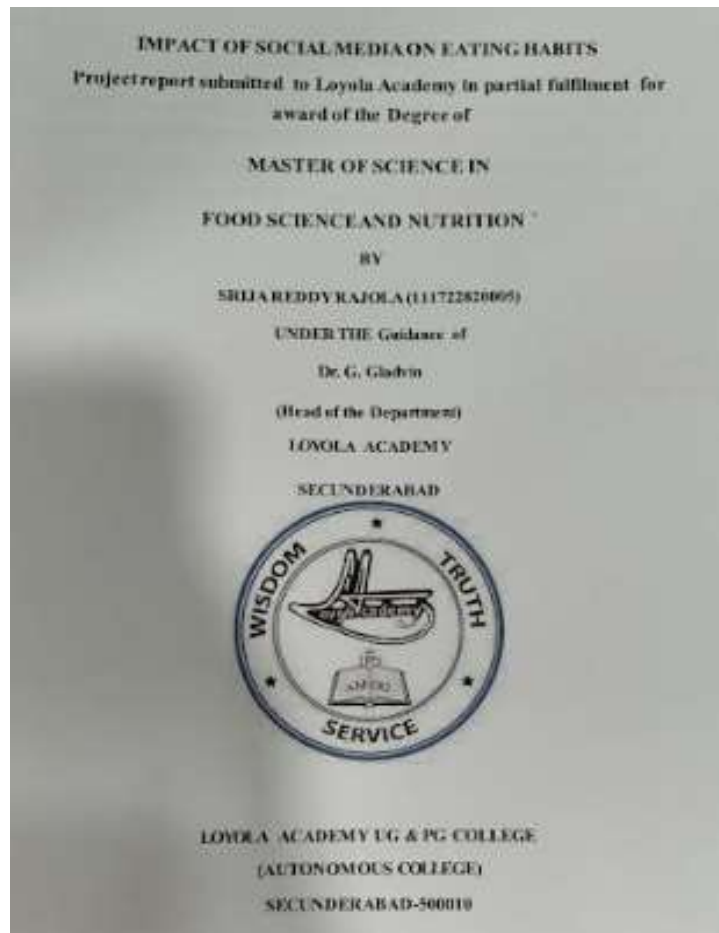 IMPACT OF SOCIAL MEDIA ON EATING HABITS
Project report submitted to Loyola Academy in partial fulfilment for
award of the Degree of
MASTER OF SCIENCE IN
FOOD SCIENCE AND NUTRITION
BY
SRIJA REDDY RAJOLA (111722820005)
UNDER THE Guidance of
Dr. G. Gladvin
(Head of the Department)
LOYOLA ACADEMY
SECUNDERABAD
WISDOM
TRUTH
SERVICE
LOYOLA ACADEMY UG & PG COLLEGE
(AUTONOMOUS COLLEGE)
SECUNDERABAD-500010